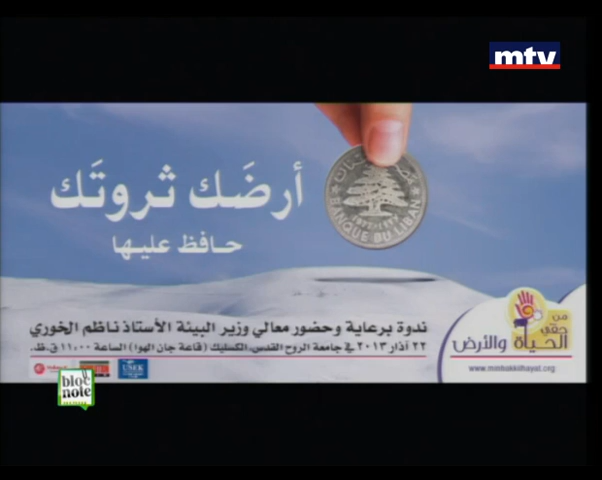 mtv
أرضَك ثروتَك
حافظ عليها
BANQUE DU LIBAN
ندوة برعاية وحضور معالي وزير البيئة الأستاذ ناظم الخوري
٢٢ آذار ٢٠١٣ في جامعة الروح القدس، الكسليك (قاعة جان الهوا) الساعة ١١،٠٠ ق.ظ.
من حقي
الحياة والأرض
www.minhakkilhayat.org
USEK
bloc
note